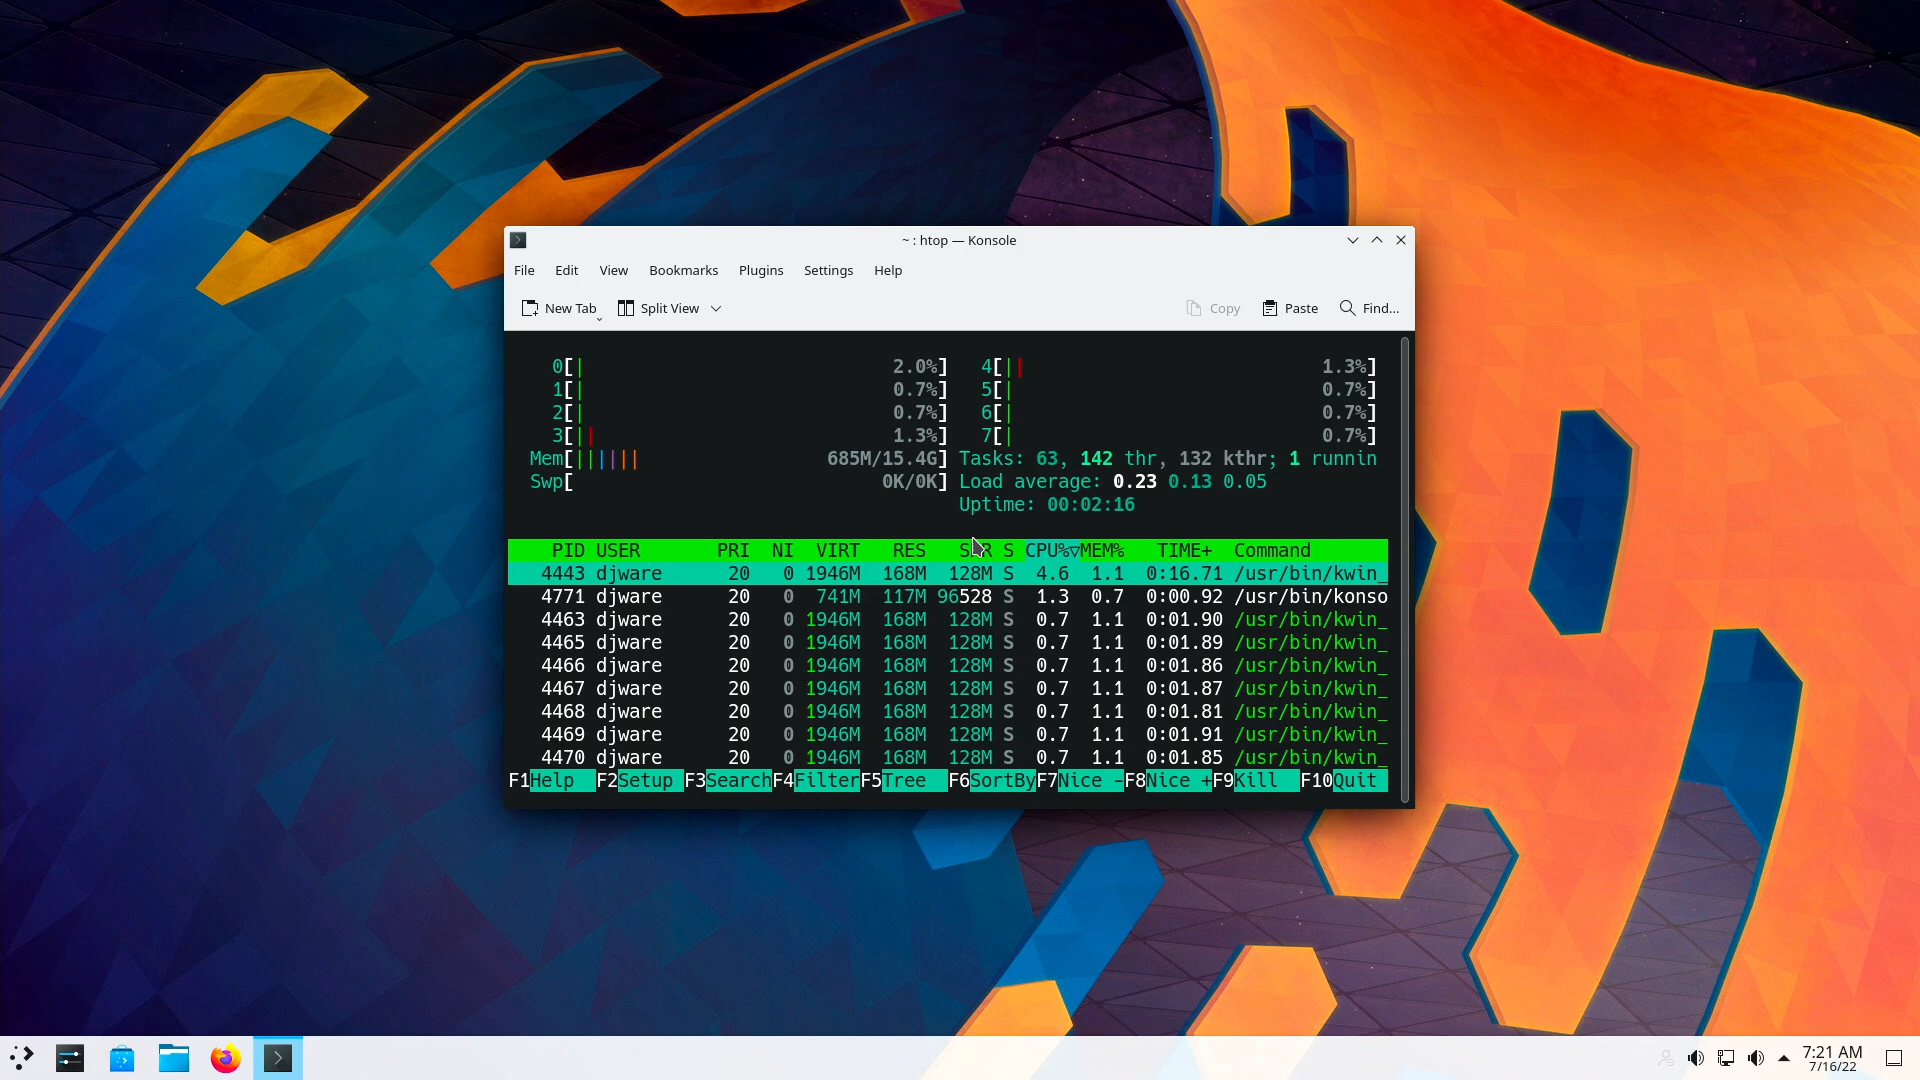 ~ : htop — Konsole
File Edit View Bookmarks Plugins Settings Help
New Tab Split View Copy Paste Find...
0[| 2.0%] 4[|| 1.3%]
1[| 0.7%] 5[| 0.7%]
2[| 0.7%] 6[| 0.7%]
3[|| 1.3%] 7[| 0.7%]
Mem[|||||| 685M/15.4G] Tasks: 63, 142 thr, 132 kthr; 1 runnin
Swp[ 0K/0K] Load average: 0.23 0.13 0.05
Uptime: 00:02:16
PID USER PRI NI VIRT RES S S CPU%▽MEM% TIME+ Command
4443 djware 20 0 1946M 168M 128M S 4.6 1.1 0:16.71 /usr/bin/kwin_
4771 djware 20 0 741M 117M 96528 S 1.3 0.7 0:00.92 /usr/bin/konso
4463 djware 20 0 1946M 168M 128M S 0.7 1.1 0:01.90 /usr/bin/kwin_
4465 djware 20 0 1946M 168M 128M S 0.7 1.1 0:01.89 /usr/bin/kwin_
4466 djware 20 0 1946M 168M 128M S 0.7 1.1 0:01.86 /usr/bin/kwin_
4467 djware 20 0 1946M 168M 128M S 0.7 1.1 0:01.87 /usr/bin/kwin_
4468 djware 20 0 1946M 168M 128M S 0.7 1.1 0:01.81 /usr/bin/kwin_
4469 djware 20 0 1946M 168M 128M S 0.7 1.1 0:01.91 /usr/bin/kwin_
4470 djware 20 0 1946M 168M 128M S 0.7 1.1 0:01.85 /usr/bin/kwin_
F1Help F2Setup F3SearchF4FilterF5Tree F6SortByF7Nice -F8Nice +F9Kill F10Quit
7:21 AM
7/16/22